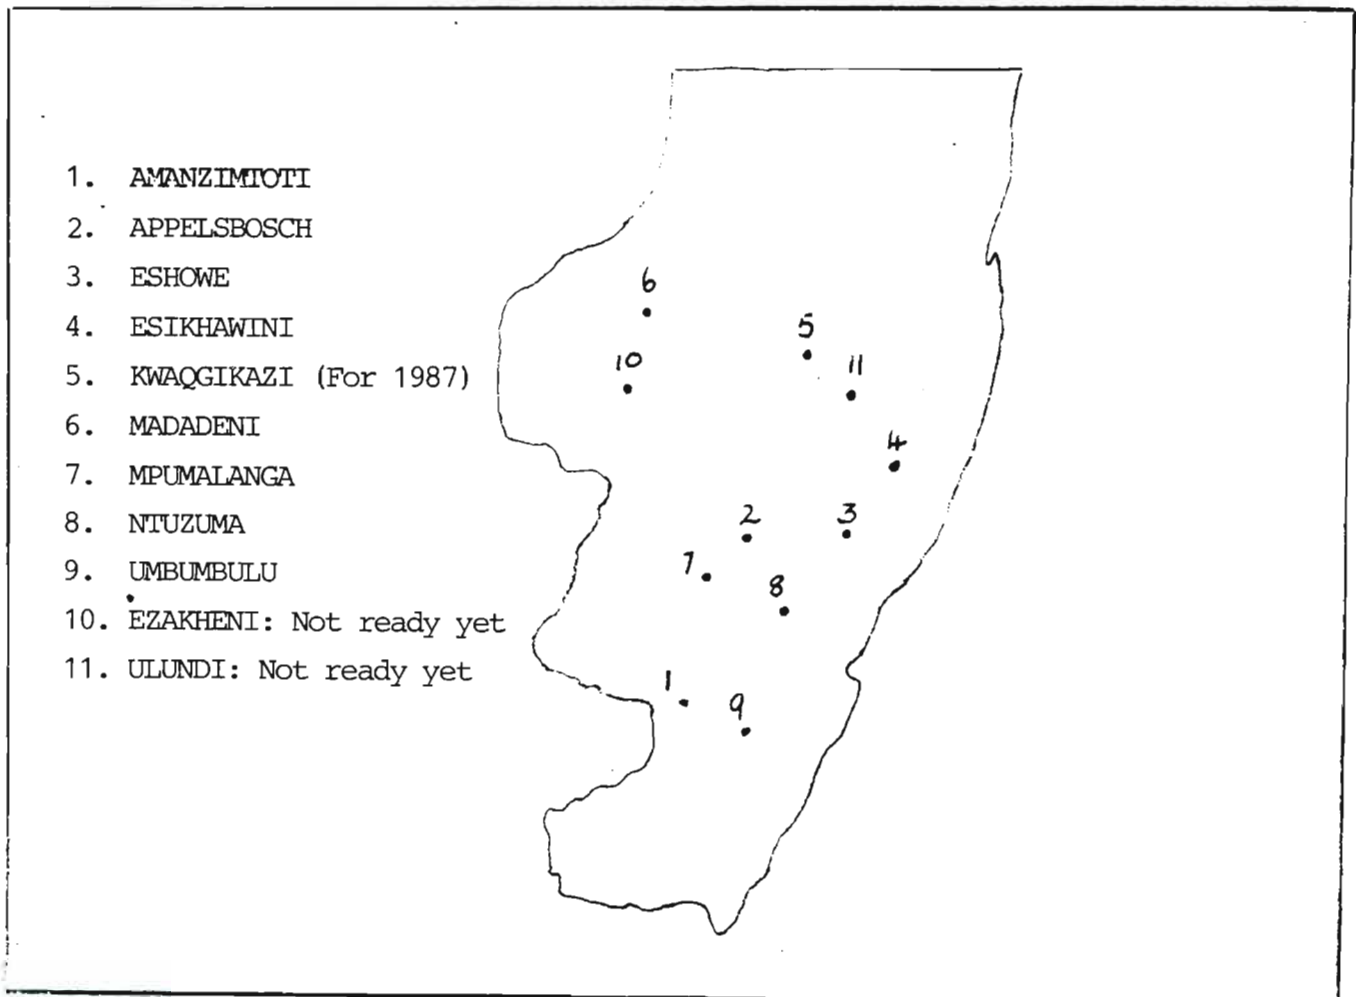 1. AMANZIMTOTI
2. APPELSBOSCH
3. ESHOWE
4. ESIKHAWINI
5. KWAQGIKAZI (For 1987)
6. MADADENI
7. MPUMALANGA
8. NTUZUMA
9. UMBUMBULU
10. EZAKHENI: Not ready yet
11. ULUNDI: Not ready yet
6
5
10
11
4
2
3
7
8
1
9